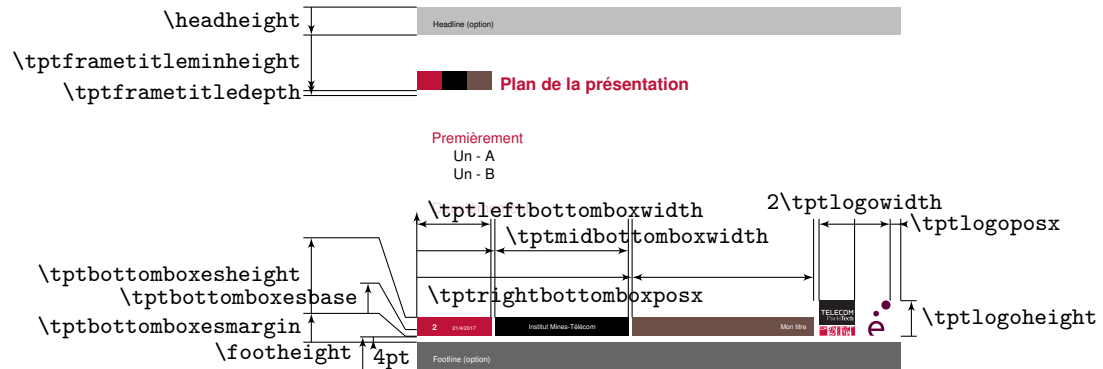 \headheight
Headline (option)
\tptframetitleminheight
\tptframetitledepth
Plan de la présentation
Premièrement
Un - A
Un - B
\tptleftbottomboxwidth
2\tptlogowidth
\tptlogoposx
\tptmidbottomboxwidth
\tptbottomboxesheight
\tptbottomboxesbase
\tptrightbottomboxposx
\tptbottomboxesmargin
2 21/4/2017 Institut Mines-Télécom Mon titre
TELECOM
ParisTech
\tptlogoheight
\footheight
4pt
Footline (option)